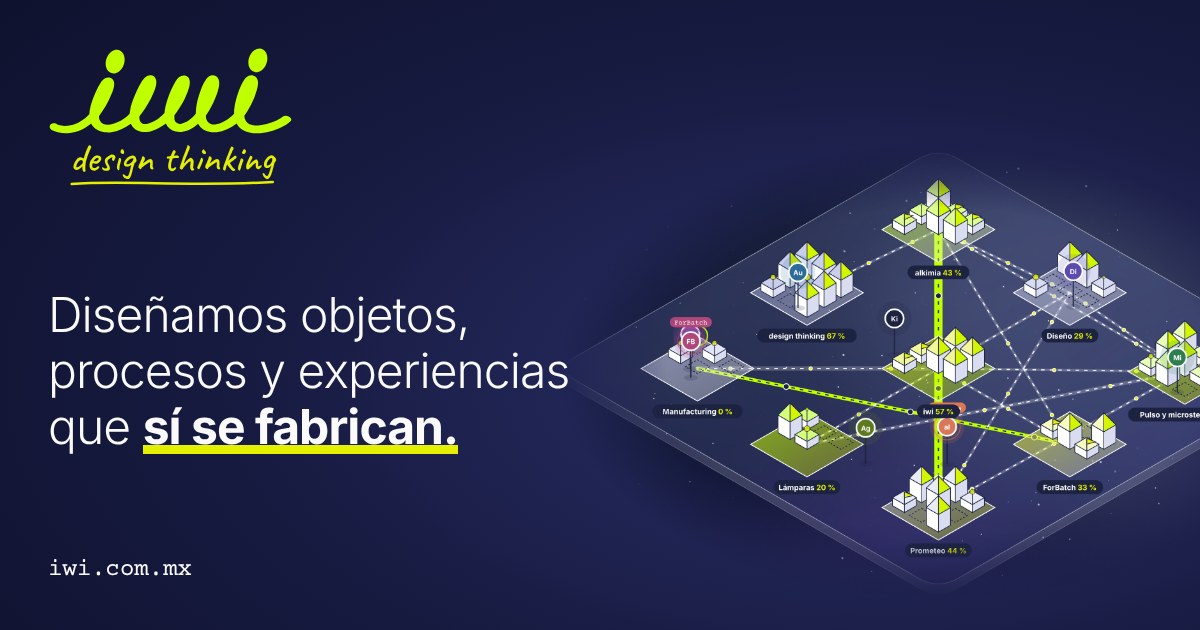 iwi
design thinking
Diseñamos objetos,
procesos y experiencias
que sí se fabrican.
iwi.com.mx
alkimia 43 %
Au
Di
design thinking 67 %
Ki
Diseño 29 %
ForBatch
FB
Mi
Manufacturing 0 %
iwi 57 %
Pulso y microste
Ag
al
Lámparas 20 %
ForBatch 33 %
Prometeo 44 %